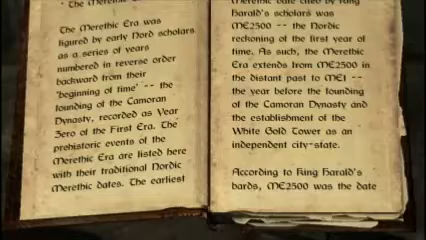 The Merethic Era was
figured by early Nord scholars
as a series of years
numbered in reverse order
backward from their
'beginning of time' -- the
founding of the Camoran
Dynasty, recorded as Year
Zero of the First Era. The
prehistoric events of the
Merethic Era are listed here
with their traditional Nordic
Merethic dates. The earliest
Merethic date cited by King
Harald's scholars was
ME2500 -- the Nordic
reckoning of the first year of
time. As such, the Merethic
Era extends from ME2500 in
the distant past to ME1 --
the year before the founding
of the Camoran Dynasty and
the establishment of the
White Gold Tower as an
independent city-state.
According to King Harald's
bards, ME2500 was the date